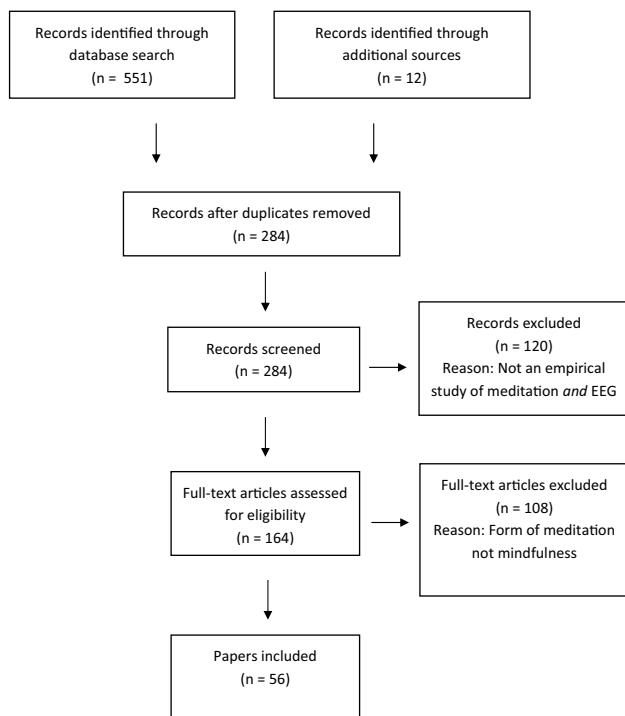 Records identified through
database search
(n = 551)
Records identified through
additional sources
(n = 12)
Records after duplicates removed
(n = 284)
Records screened
(n = 284)
Records excluded
(n = 120)
Reason: Not an empirical
study of meditation and EEG
Full-text articles assessed
for eligibility
(n = 164)
Full-text articles excluded
(n = 108)
Reason: Form of meditation
not mindfulness
Papers included
(n = 56)